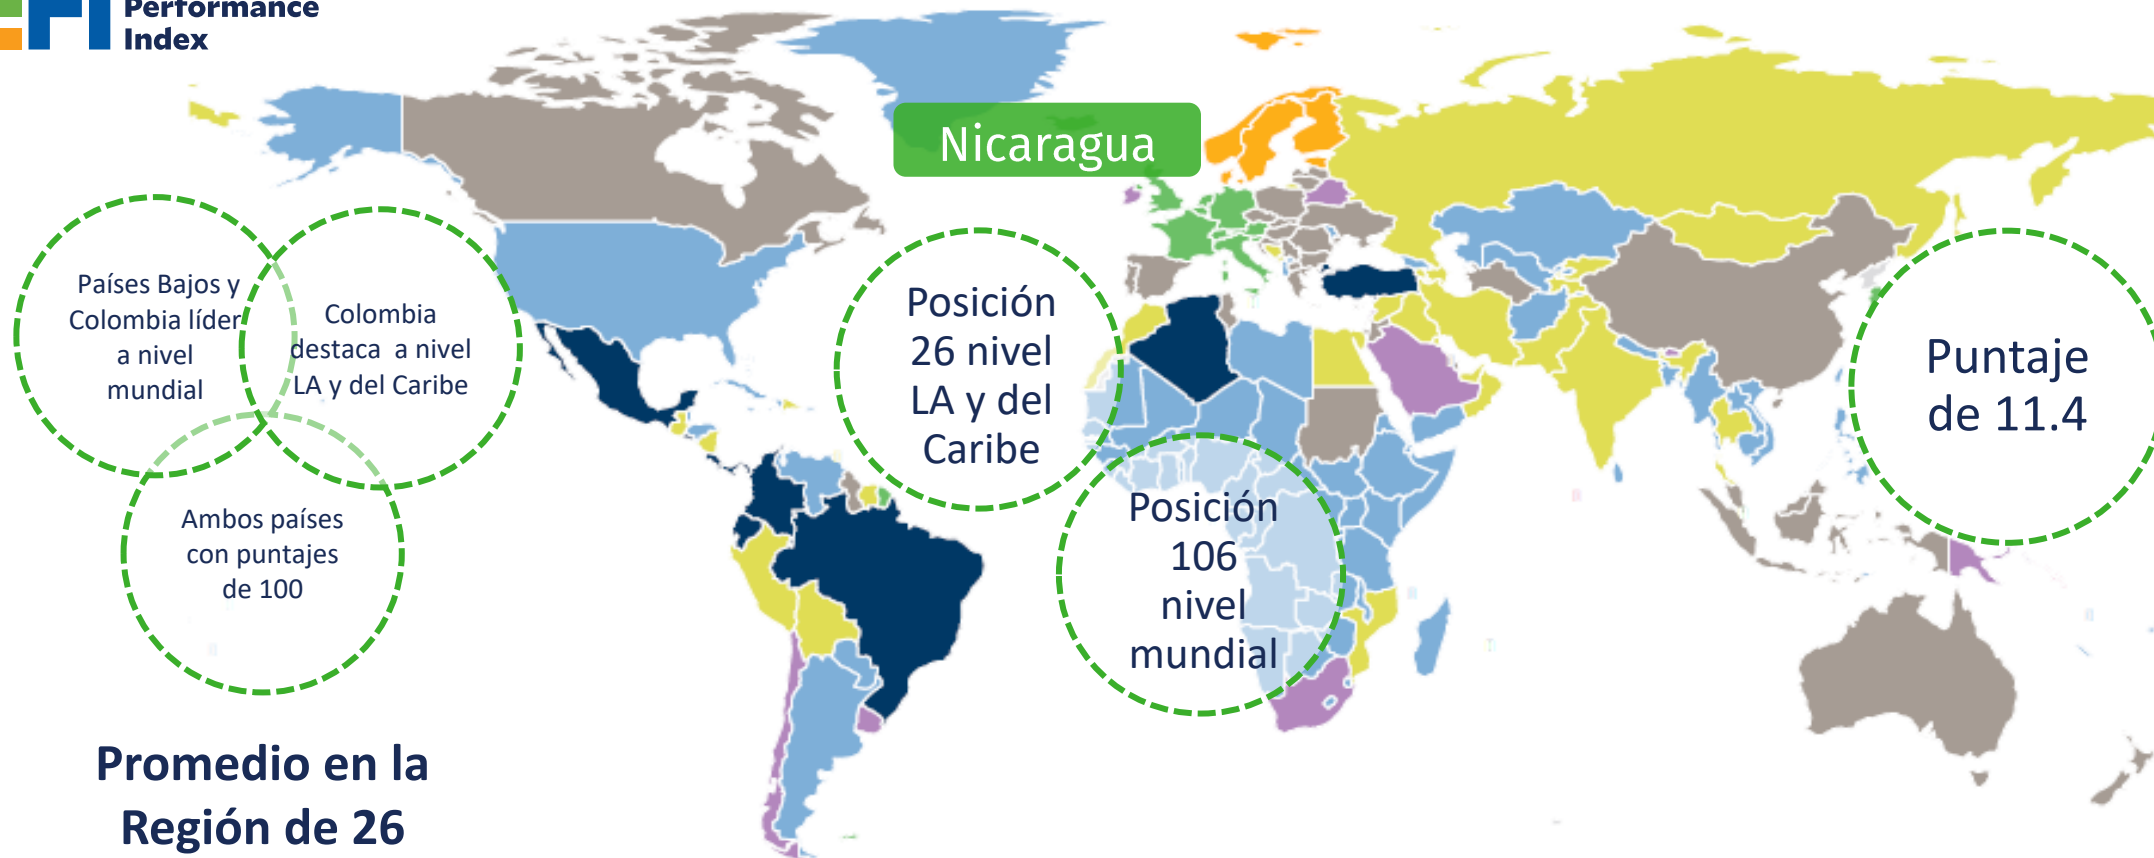 Performance
Index
Nicaragua
Países Bajos y
Colombia líder
a nivel
mundial
Colombia
destaca a nivel
LA y del Caribe
Ambos países
con puntajes
de 100
Promedio en la
Región de 26
Posición
26 nivel
LA y del
Caribe
Posición
106
nivel
mundial
Puntaje
de 11.4